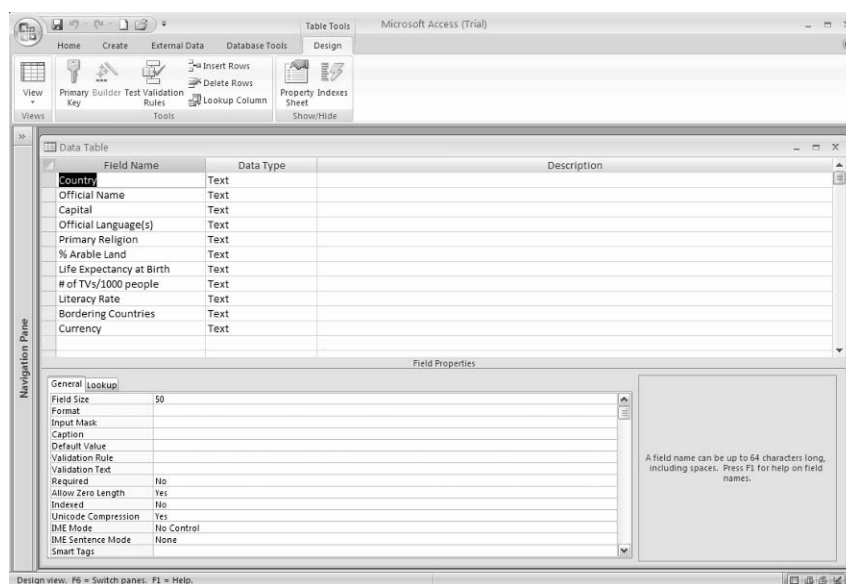 Table Tools Microsoft Access (Trial)
Home Create External Data Database Tools Design
View
Views
Primary Key
Builder
Test Validation Rules
Insert Rows
Delete Rows
Lookup Column
Tools
Property Sheet
Indexes
Show/Hide
Data Table
Field Name Data Type Description
Country Text
Official Name Text
Capital Text
Official Language(s) Text
Primary Religion Text
% Arable Land Text
Life Expectancy at Birth Text
# of TVs/1000 people Text
Literacy Rate Text
Bordering Countries Text
Currency Text
Navigation Pane
Field Properties
General Lookup
Field Size 50
Format
Input Mask
Caption
Default Value
Validation Rule
Validation Text
Required No
Allow Zero Length Yes
Indexed No
Unicode Compression Yes
IME Mode No Control
IME Sentence Mode None
Smart Tags
A field name can be up to 64 characters long,
including spaces. Press F1 for help on field
names.
Design view. F6 = Switch panes. F1 = Help.